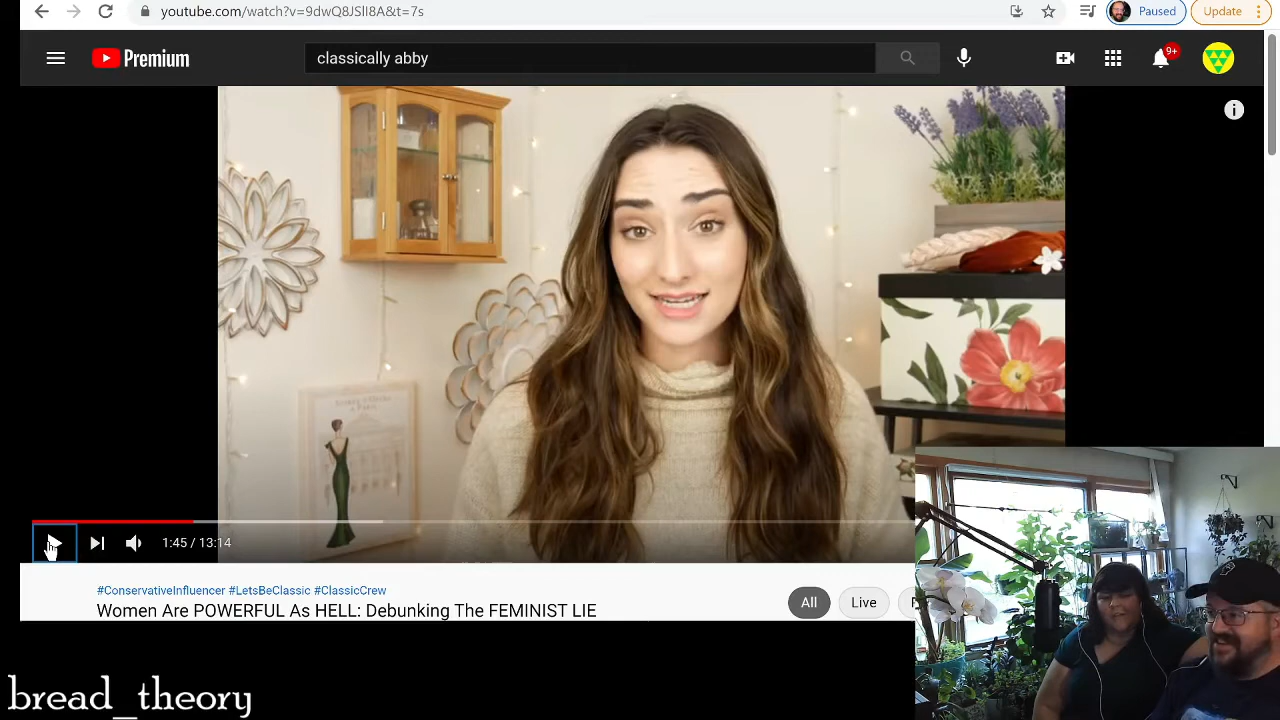 youtube.com/watch?v=9dwQ8JSlI8A&t=7s
Paused
Update
Premium
classically abby
9+
1:45 / 13:14
#ConservativeInfluencer #LetsBeClassic #ClassicCrew
Women Are POWERFUL As HELL: Debunking The FEMINIST LIE
All
Live
bread_theory